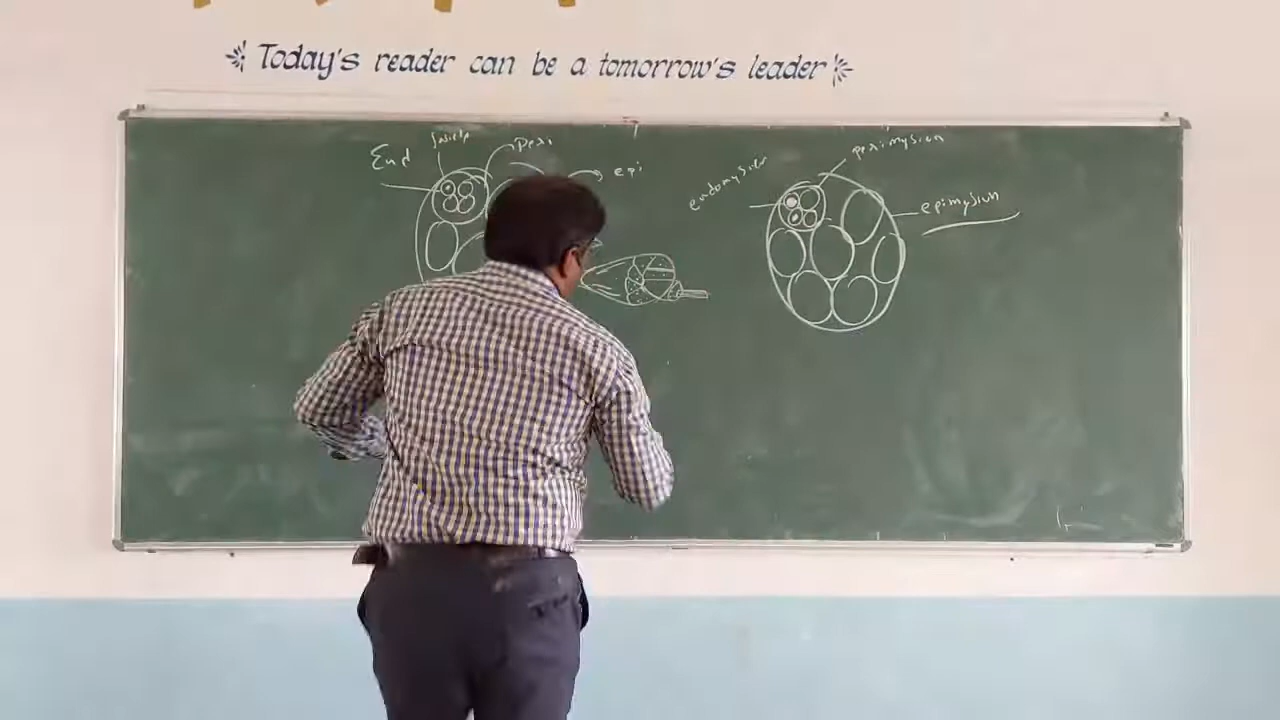 Today's reader can be a tomorrow's leader
End
Peri
epi
endomysium
perimysium
epimysium